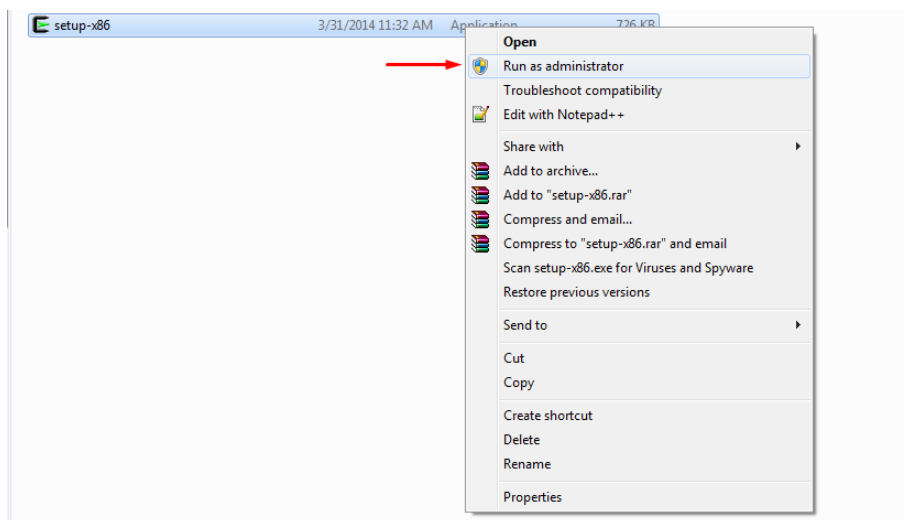 setup-x86 3/31/2014 11:32 AM Application 726 KB
Open
Run as administrator
Troubleshoot compatibility
Edit with Notepad++
Share with
Add to archive...
Add to "setup-x86.rar"
Compress and email...
Compress to "setup-x86.rar" and email
Scan setup-x86.exe for Viruses and Spyware
Restore previous versions
Send to
Cut
Copy
Create shortcut
Delete
Rename
Properties